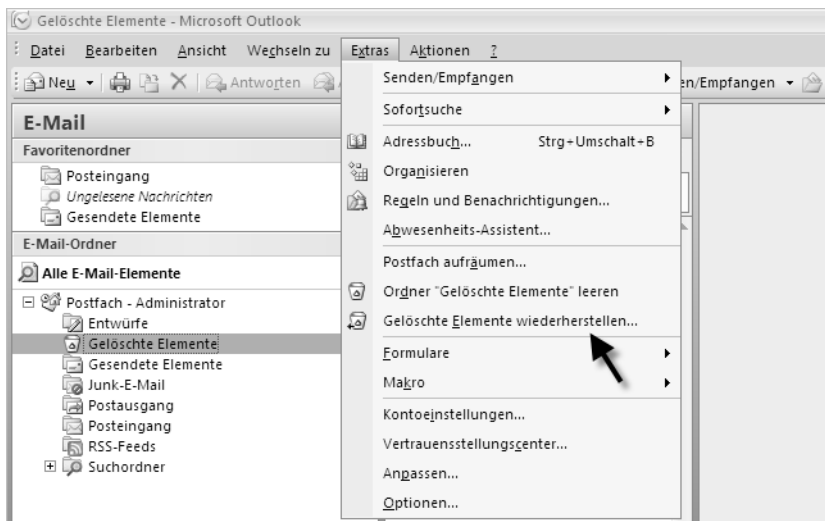 Gelöschte Elemente - Microsoft Outlook
Datei Bearbeiten Ansicht Wechseln zu Extras Aktionen ?
Neu Antworten en/Empfangen
E-Mail
Favoritenordner
Posteingang
Ungelesene Nachrichten
Gesendete Elemente
E-Mail-Ordner
Alle E-Mail-Elemente
Postfach - Administrator
Entwürfe
Gelöschte Elemente
Gesendete Elemente
Junk-E-Mail
Postausgang
Posteingang
RSS-Feeds
Suchordner
Senden/Empfangen
Sofortsuche
Adressbuch... Strg+Umschalt+B
Organisieren
Regeln und Benachrichtigungen...
Abwesenheits-Assistent...
Postfach aufräumen...
Ordner "Gelöschte Elemente" leeren
Gelöschte Elemente wiederherstellen...
Formulare
Makro
Kontoeinstellungen...
Vertrauensstellungscenter...
Anpassen...
Optionen...